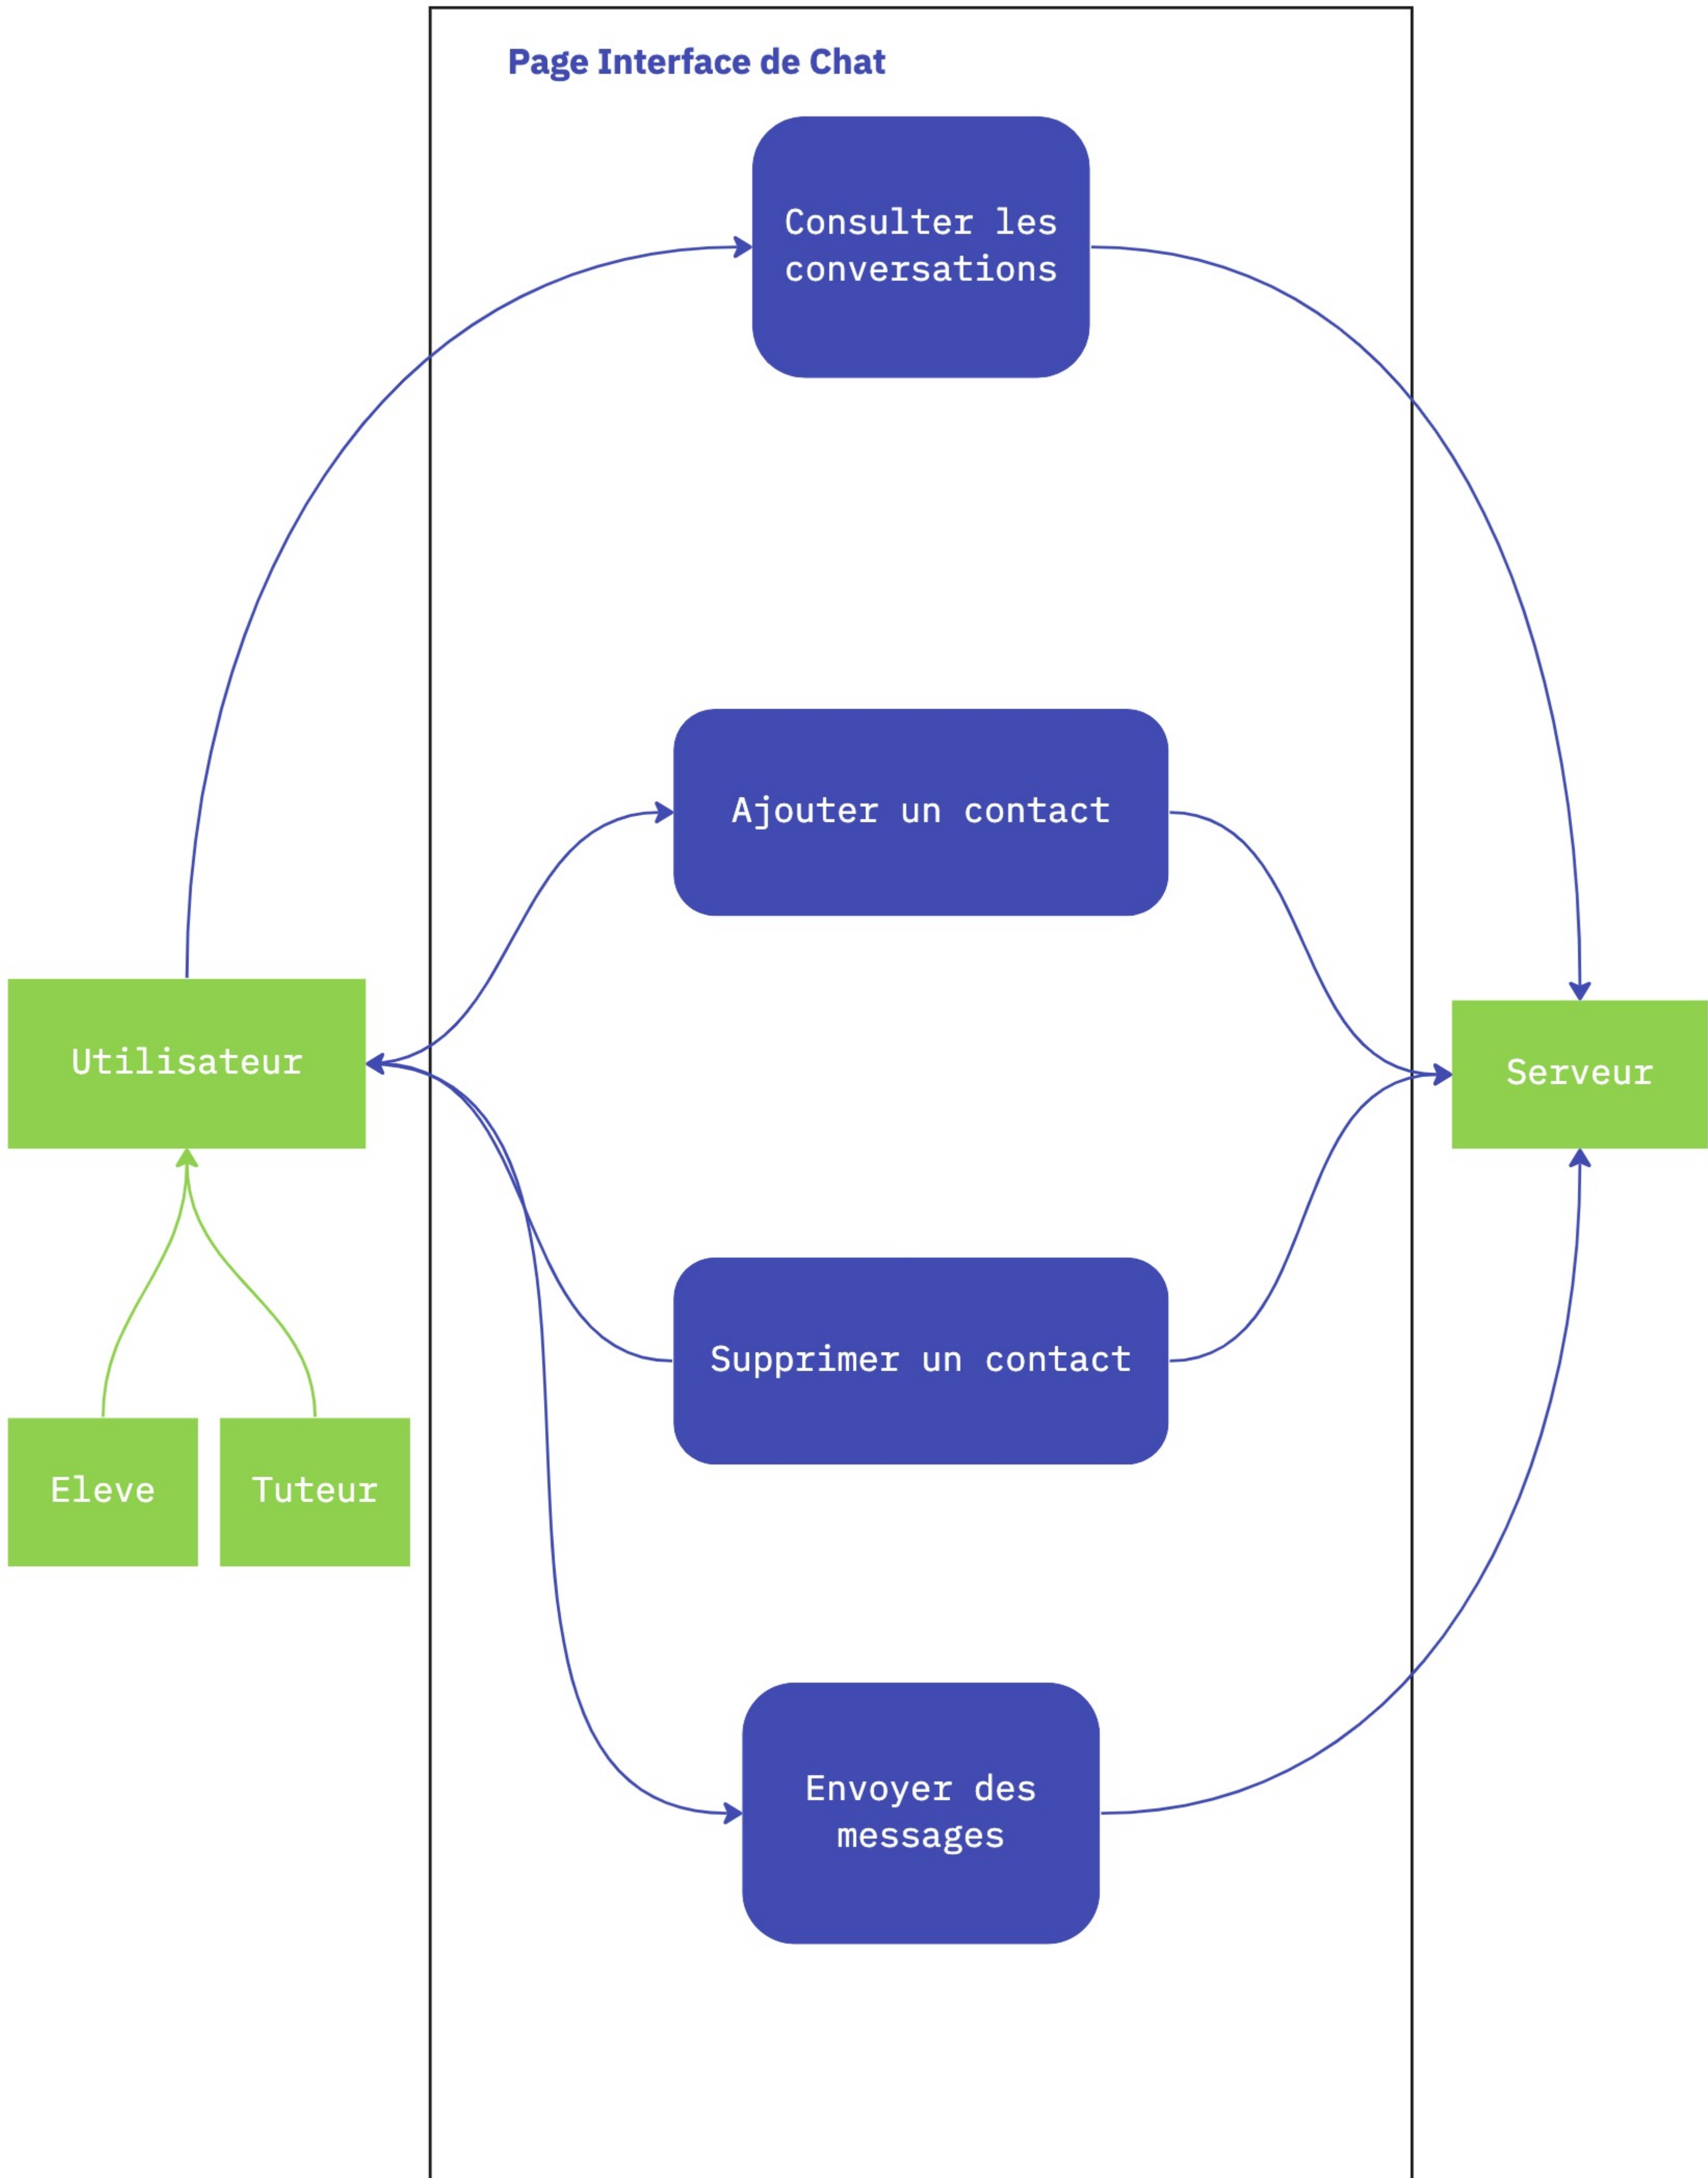 Page Interface de Chat
Consulter les
conversations
Ajouter un contact
Utilisateur
Serveur
Supprimer un contact
Eleve
Tuteur
Envoyer des
messages